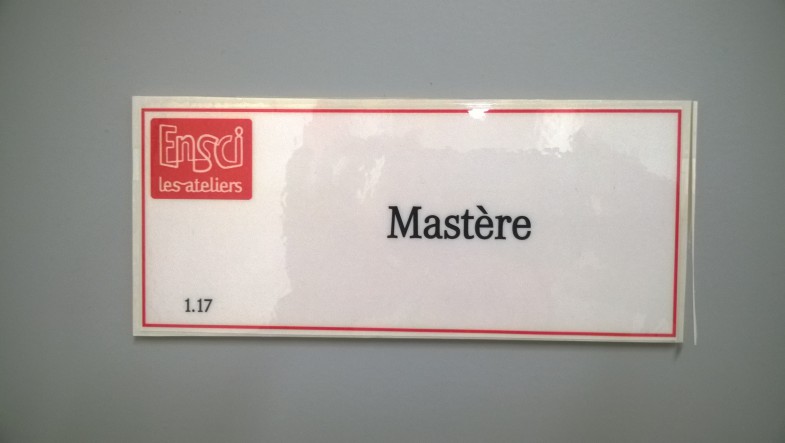 Ensci
les ateliers
Mastère
1.17